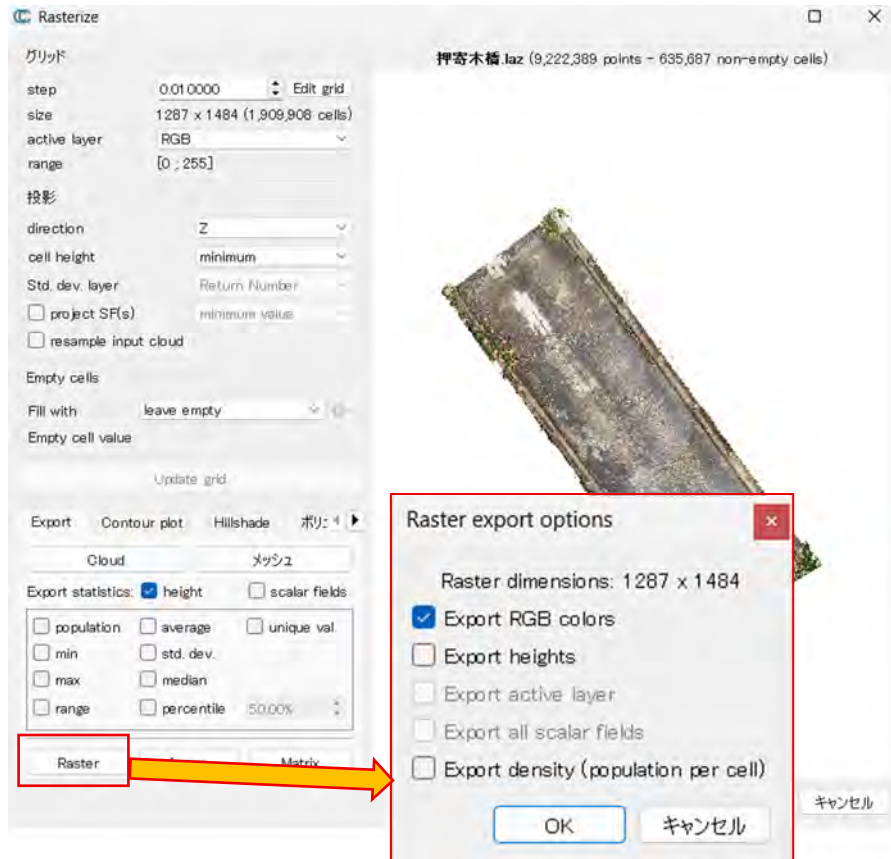 Rasterize
グリッド
押寄木橋.laz (9,222,389 points - 635,687 non-empty cells)
step 0.010000 Edit grid
size 1287 x 1484 (1,909,908 cells)
active layer RGB
range [0 ; 255]
投影
direction Z
cell height minimum
Std. dev. layer Return Number
project SF(s) minimum value
resample input cloud
Empty cells
Fill with leave empty
Empty cell value
Update grid
Export Contour plot Hillshade
Cloud メッシュ
Export statistics: height scalar fields
population average unique val.
min std. dev.
max median
range percentile 50.00%
Raster Matrix
Raster export options
Raster dimensions: 1287 x 1484
Export RGB colors
Export heights
Export active layer
Export all scalar fields
Export density (population per cell)
OK キャンセル
キャンセル